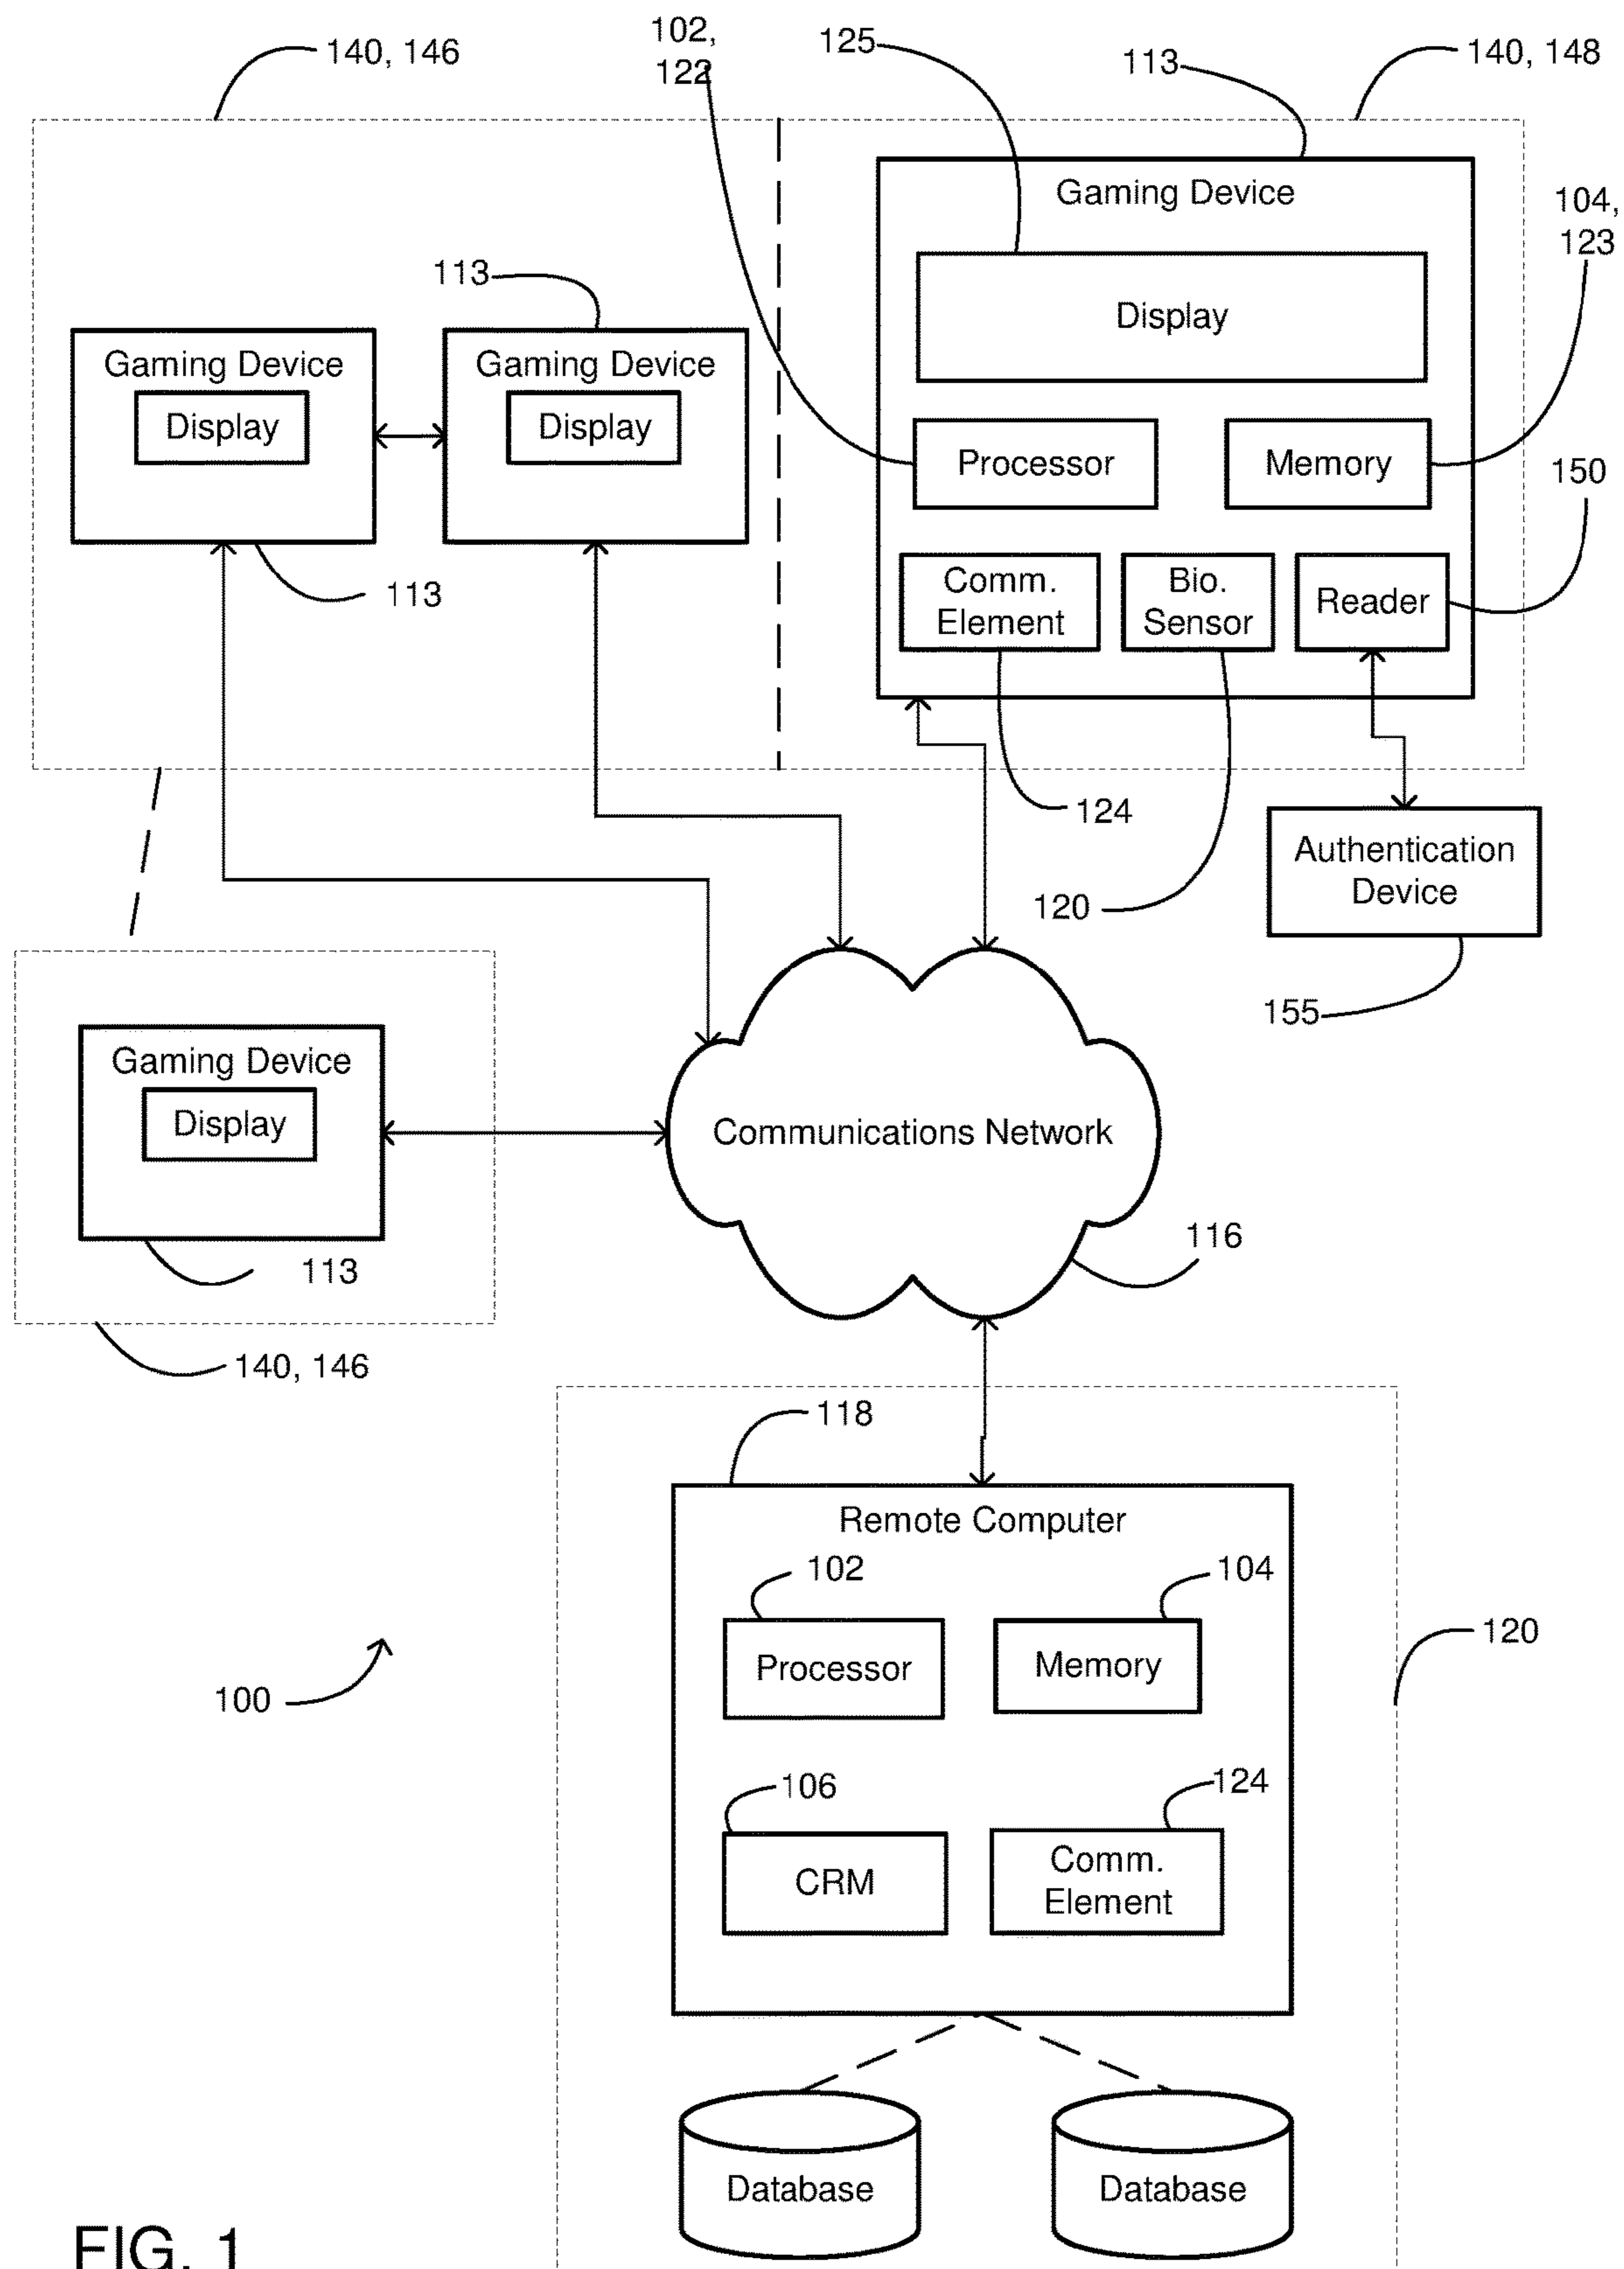 140, 146
102,
122
125
113
140, 148
Gaming Device
104,
123
Display
113
Gaming Device
Display
Gaming Device
Display
Processor
Memory
150
113
Comm.
Element
Bio.
Sensor
Reader
124
120
Authentication
Device
155
Gaming Device
Display
Communications Network
113
116
140, 146
118
Remote Computer
102
104
Processor
Memory
120
100
106
124
CRM
Comm.
Element
Database
Database
FIG. 1